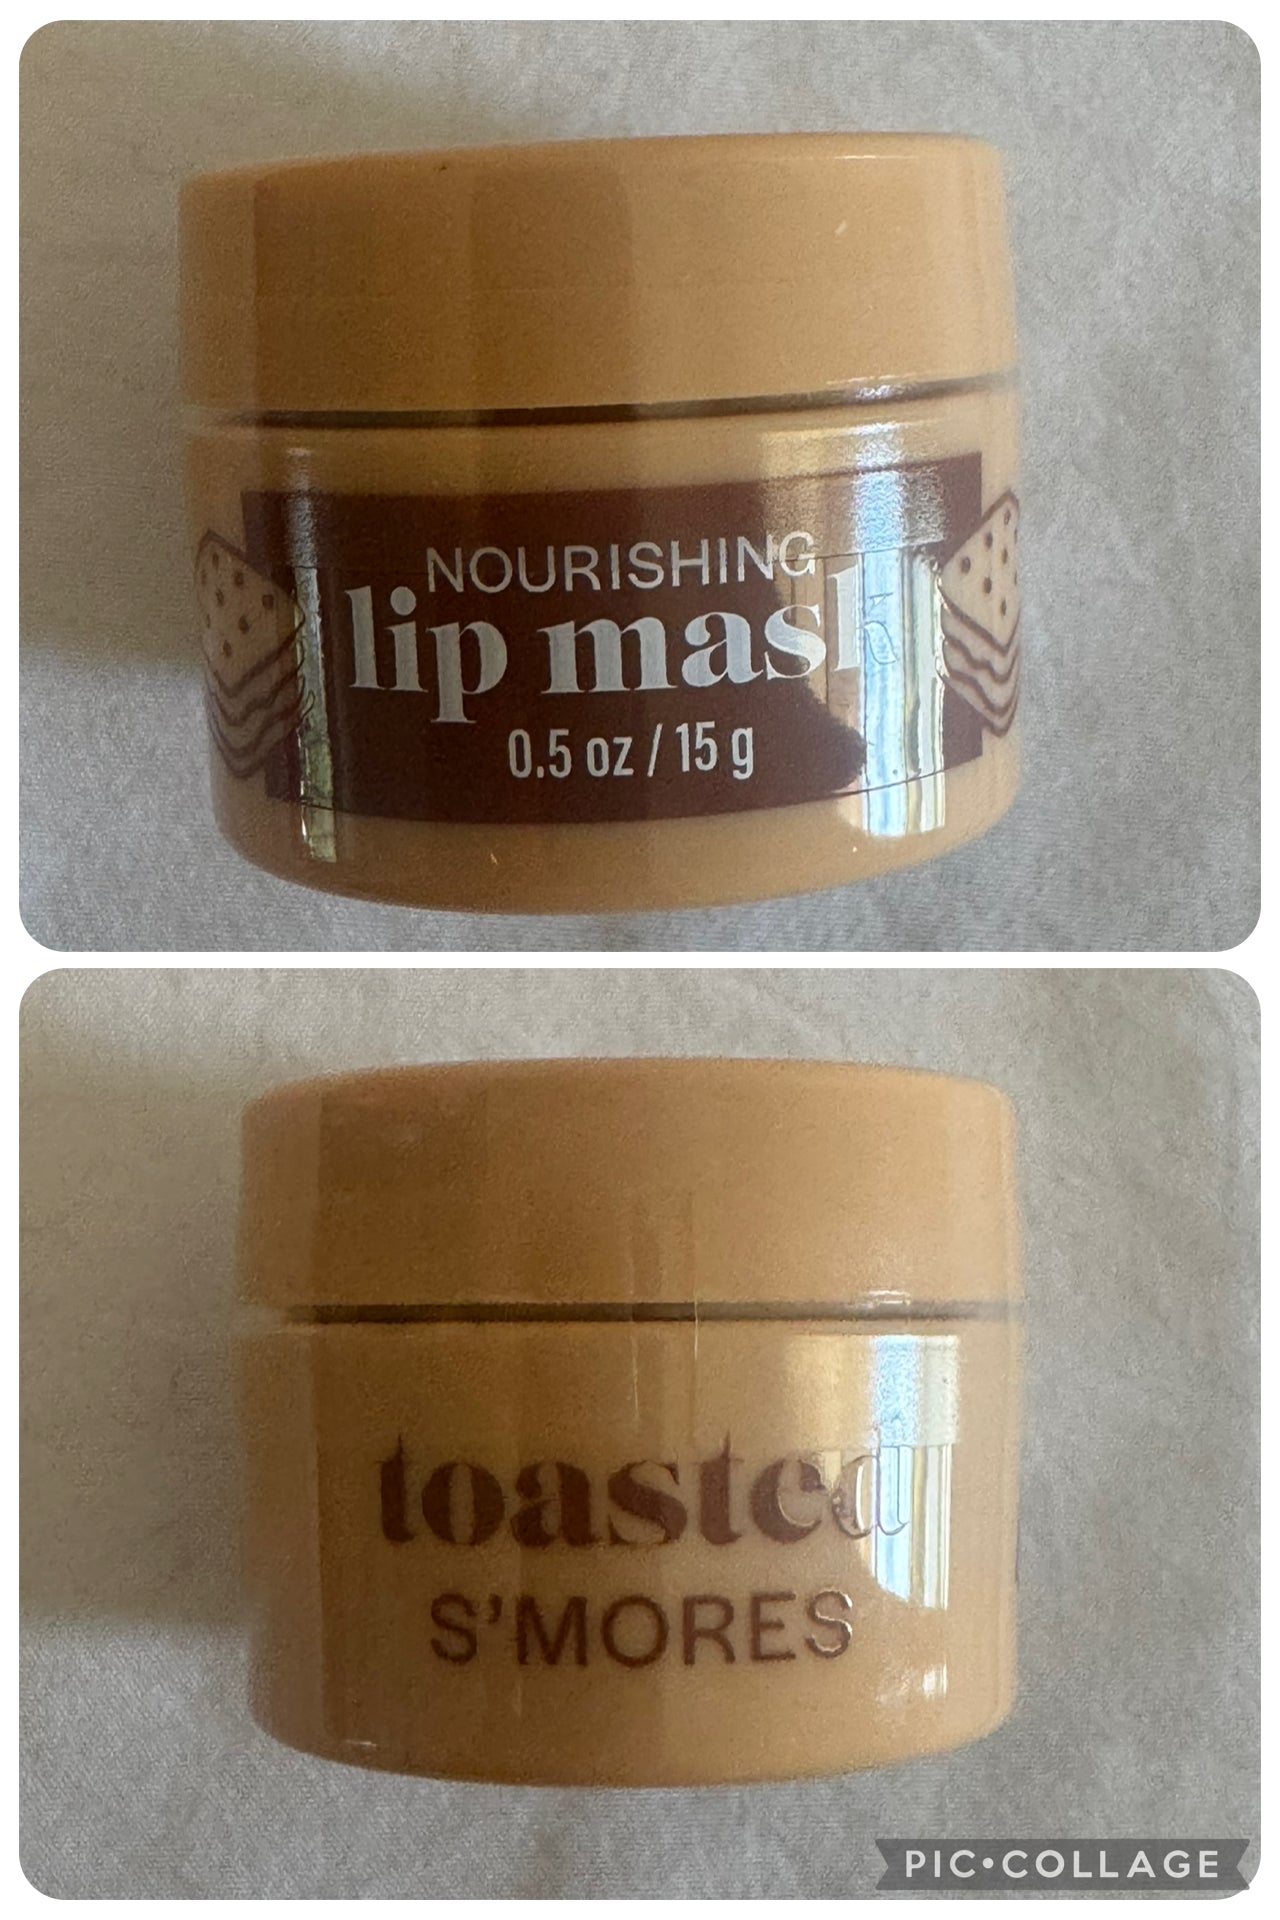 NOURISHING
lip mask
0.5 oz / 15 g
toasted
S'MORES
PIC•COLLAGE